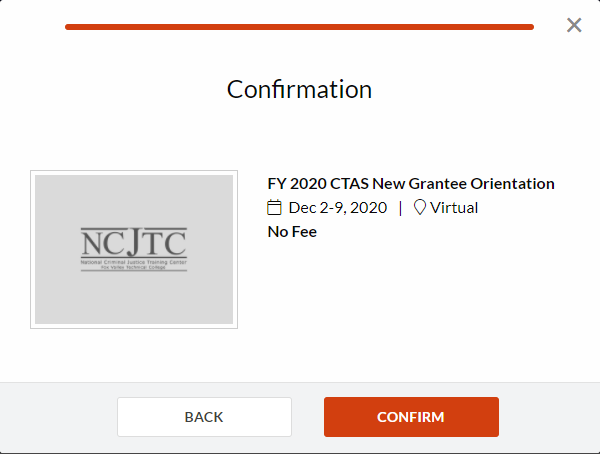 Confirmation
FY 2020 CTAS New Grantee Orientation
Dec 2-9, 2020 | Virtual
No Fee
NCJTC
National Criminal Justice Training Center
Fox Valley Technical College
BACK
CONFIRM